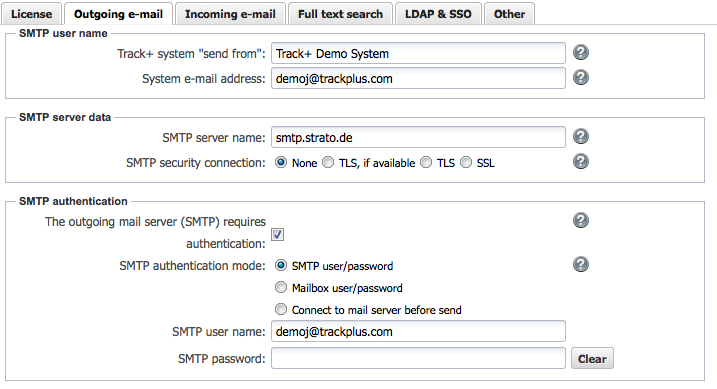 License Outgoing e-mail Incoming e-mail Full text search LDAP & SSO Other
SMTP user name
Track+ system "send from": Track+ Demo System ?
System e-mail address: demoj@trackplus.com ?
SMTP server data
SMTP server name: smtp.strato.de ?
SMTP security connection: None TLS, if available TLS SSL ?
SMTP authentication
The outgoing mail server (SMTP) requires ?
authentication:
SMTP authentication mode: SMTP user/password ?
Mailbox user/password
Connect to mail server before send
SMTP user name: demoj@trackplus.com
SMTP password: Clear